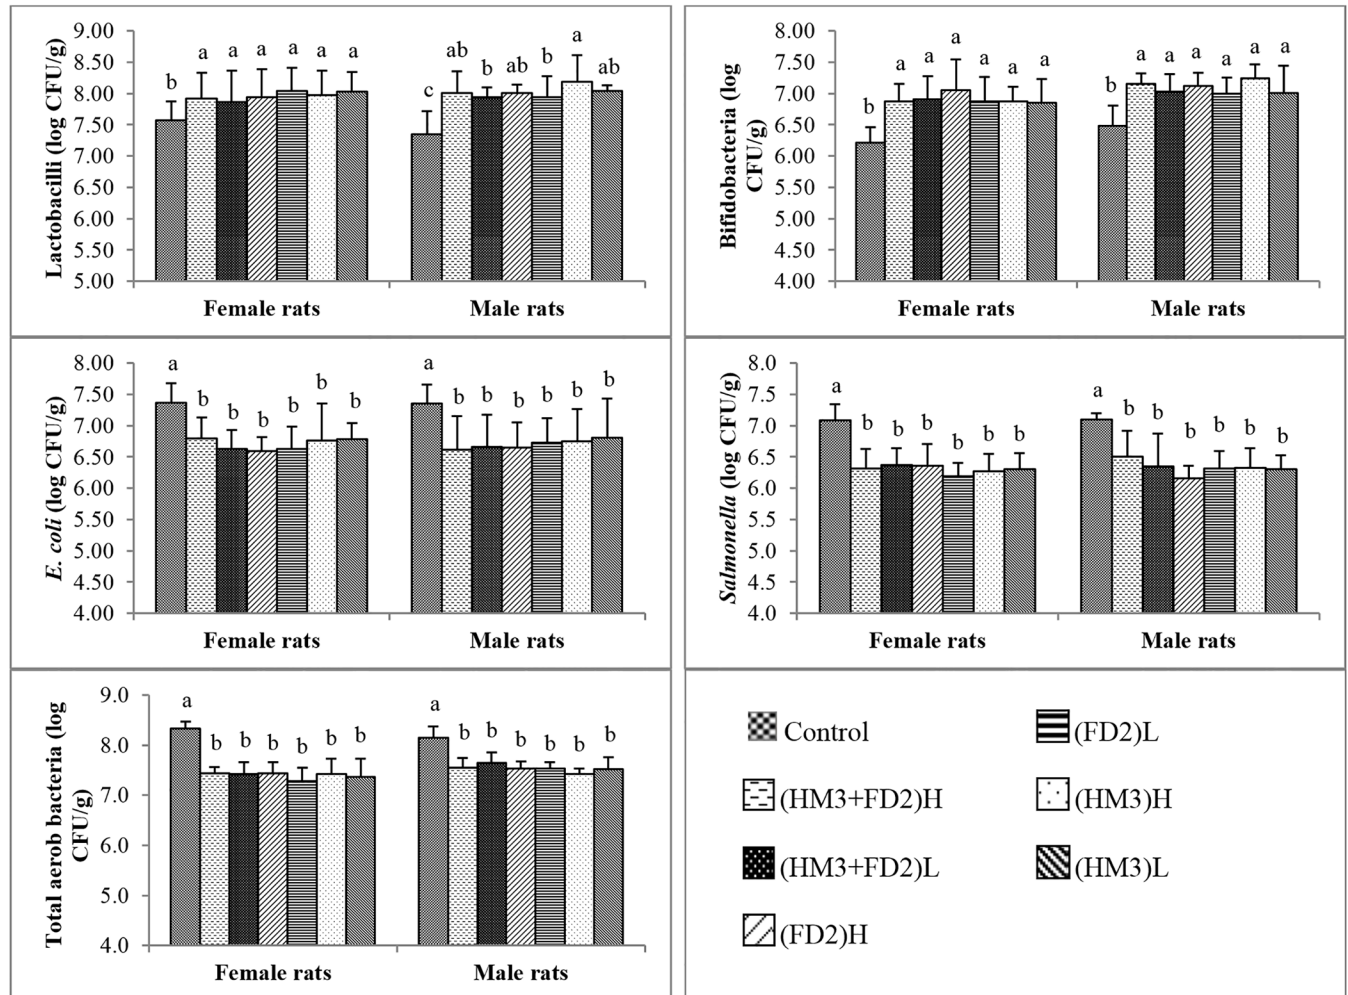 9.00
8.50
8.00
7.50
7.00
6.50
6.00
5.50
5.00
Lactobacilli (log CFU/g)
b a a a a a a
c ab b ab b a ab
Female rats Male rats
8.00
7.50
7.00
6.50
6.00
5.50
5.00
4.50
4.00
Bifidobacteria (log
CFU/g)
b a a a a a a
b a a a a a a
Female rats Male rats
8.00
7.50
7.00
6.50
6.00
5.50
5.00
4.50
4.00
E. coli (log CFU/g)
a b b b b b b
a b b b b b b
Female rats Male rats
8.0
7.5
7.0
6.5
6.0
5.5
5.0
4.5
4.0
Salmonella (log CFU/g)
a b b b b b b
a b b b b b b
Female rats Male rats
9.0
8.0
7.0
6.0
5.0
4.0
Total aerob bacteria (log
CFU/g)
a b b b b b b
a b b b b b b
Female rats Male rats
Control
(FD2)L
(HM3+FD2)H
(HM3)H
(HM3+FD2)L
(HM3)L
(FD2)H